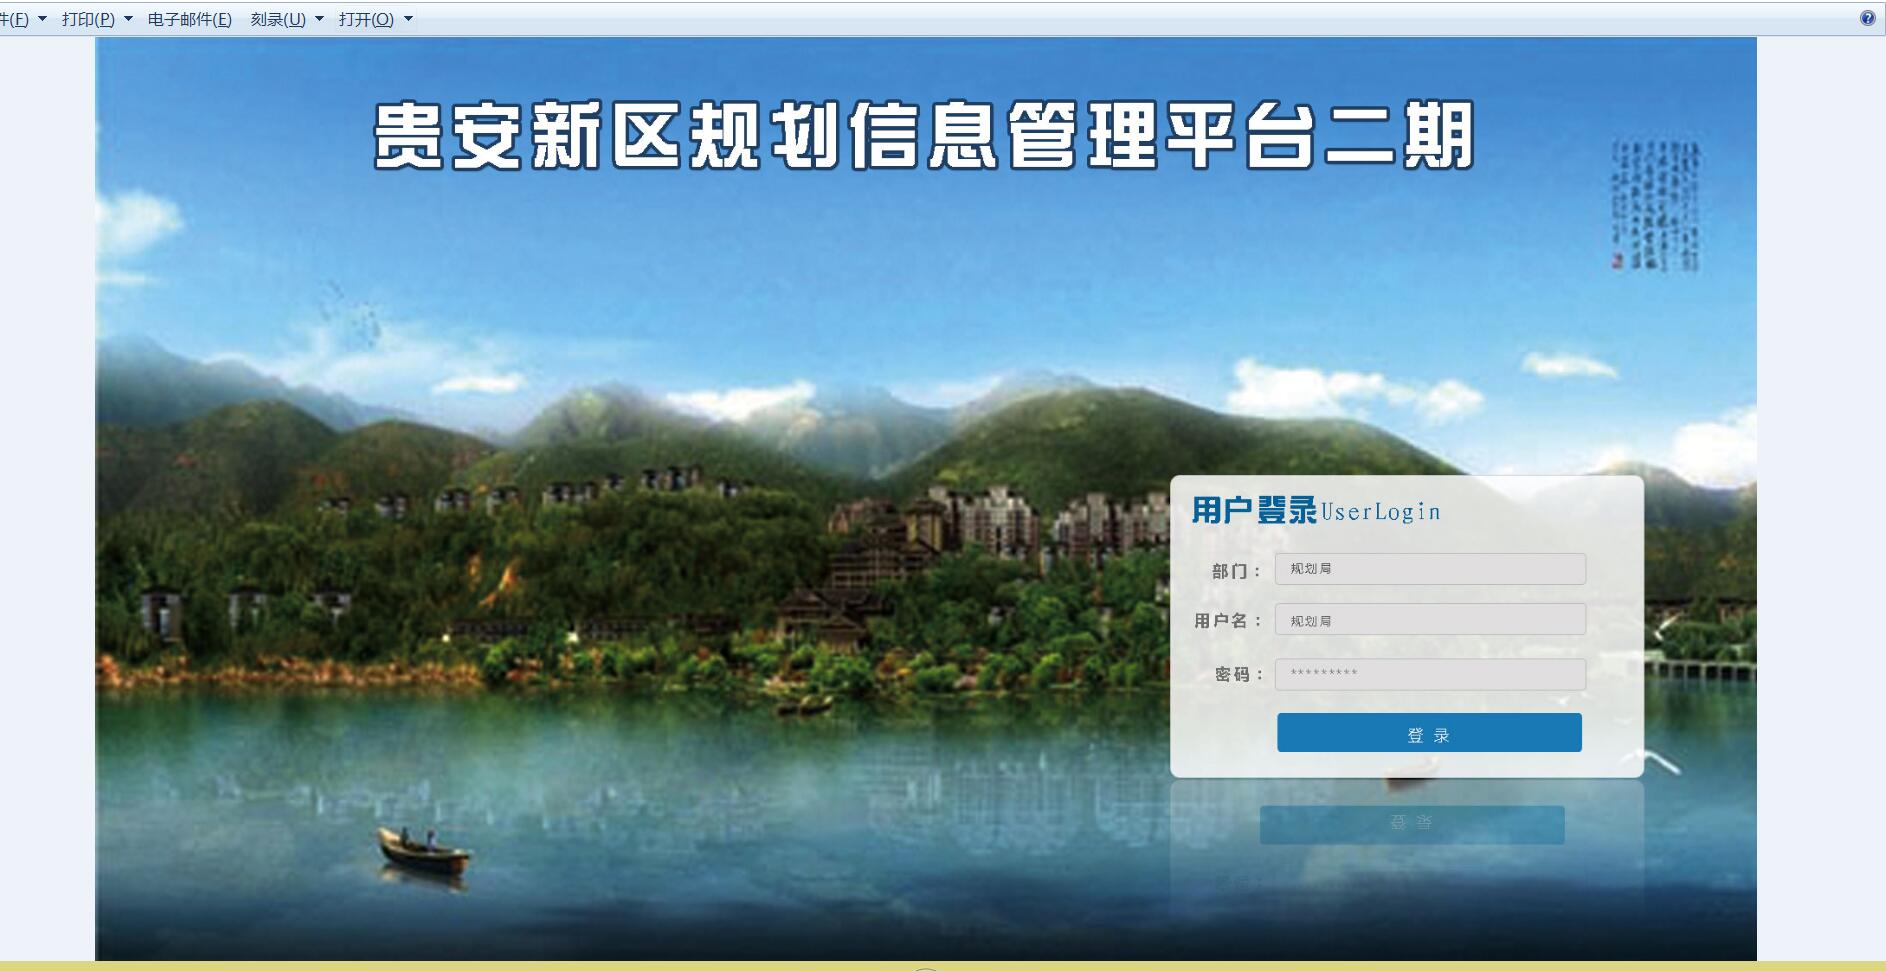 件(F) 打印(P) 电子邮件(E) 刻录(U) 打开(O)
贵安新区规划信息管理平台二期
用户登录UserLogin
部门： 规划局
用户名： 规划局
密码： *********
登 录
登 录